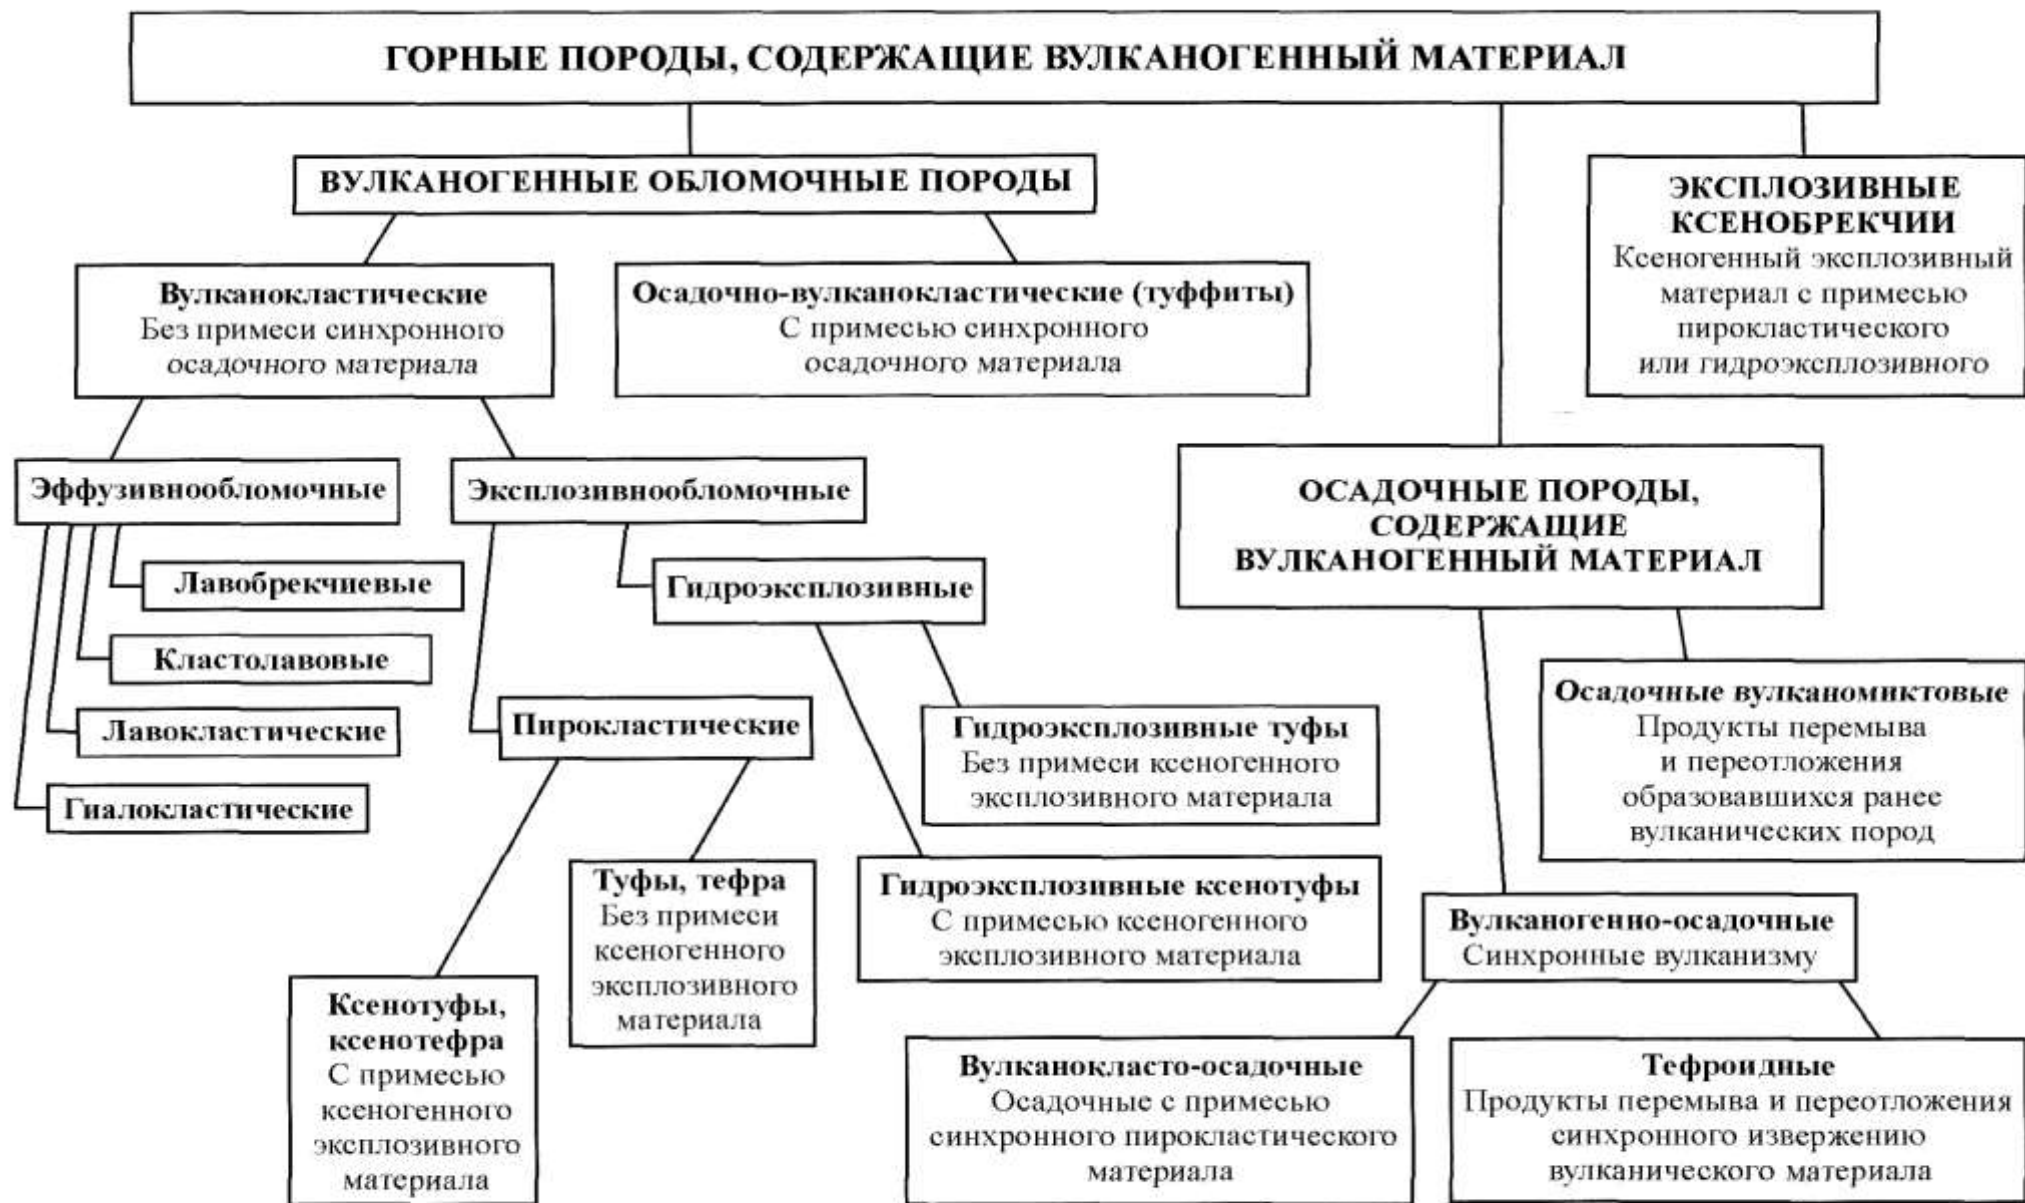 ГОРНЫЕ ПОРОДЫ, СОДЕРЖАЩИЕ ВУЛКАНОГЕННЫЙ МАТЕРИАЛ
ВУЛКАНОГЕННЫЕ ОБЛОМОЧНЫЕ ПОРОДЫ
ЭКСПЛОЗИВНЫЕ
КСЕНОБРЕКЧИИ
Ксеногенный эксплозивный
материал с примесью
пирокластического
или гидроэксплозивного
Вулканокластические
Без примеси синхронного
осадочного материала
Осадочно-вулканокластические (туффиты)
С примесью синхронного
осадочного материала
Эффузивнообломочные
Эксплозивнообломочные
ОСАДОЧНЫЕ ПОРОДЫ,
СОДЕРЖАЩИЕ
ВУЛКАНОГЕННЫЙ МАТЕРИАЛ
Лавобрекчиевые
Кластолавовые
Лавокластические
Гиалокластические
Гидроэксплозивные
Пирокластические
Гидроэксплозивные туфы
Без примеси ксеногенного
эксплозивного материала
Осадочные вулканомиктовые
Продукты перемыва
и переотложения
образовавшихся ранее
вулканических пород
Туфы, тефра
Без примеси
ксеногенного
эксплозивного
материала
Гидроэксплозивные ксенотуфы
С примесью ксеногенного
эксплозивного материала
Вулканогенно-осадочные
Синхронные вулканизму
Ксенотуфы,
ксенотефра
С примесью
ксеногенного
эксплозивного
материала
Вулканокласто-осадочные
Осадочные с примесью
синхронного пирокластического
материала
Тефроидные
Продукты перемыва и переотложения
синхронного извержению
вулканического материала